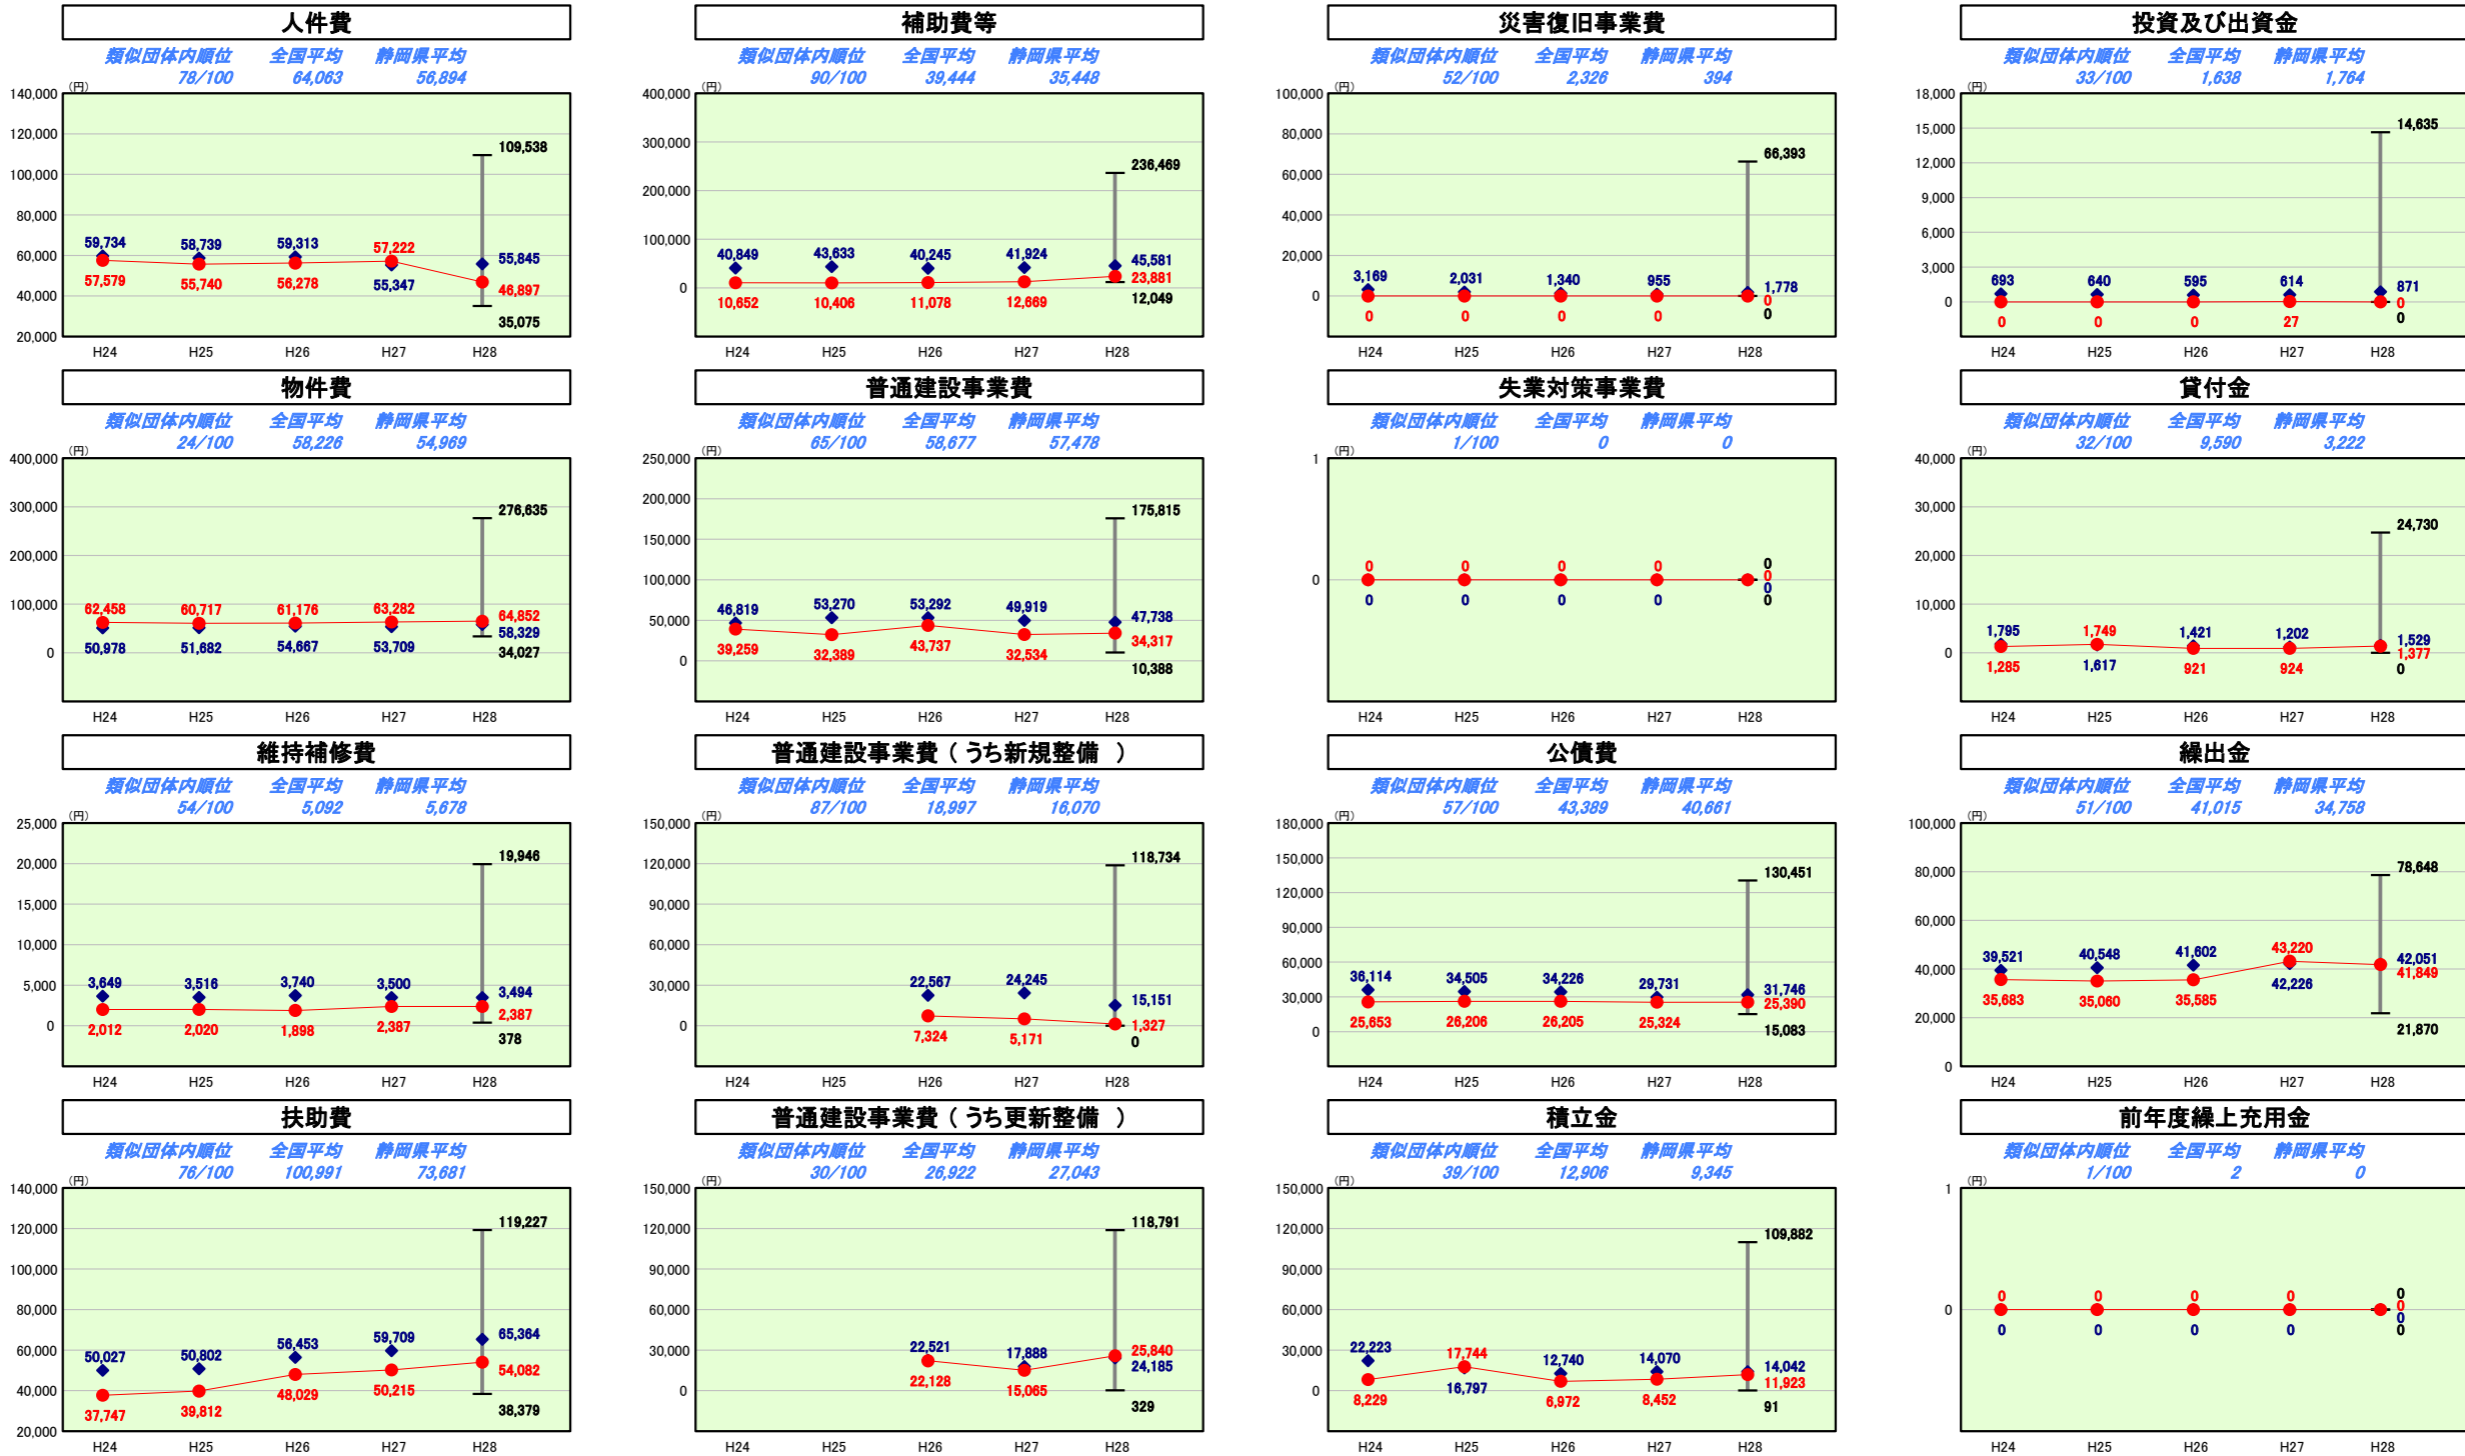 人件費
類似団体内順位 全国平均 静岡県平均
78/100 64,063 56,894
(円)
140,000
120,000
100,000
80,000
60,000
40,000
20,000
109,538
59,734 58,739 59,313 57,222 55,845
57,579 55,740 56,278 55,347 46,897
35,075
H24 H25 H26 H27 H28
補助費等
類似団体内順位 全国平均 静岡県平均
90/100 39,444 35,448
(円)
400,000
300,000
200,000
100,000
0
236,469
40,849 43,633 40,245 41,924 45,581
10,652 10,406 11,078 12,669 23,881
12,049
H24 H25 H26 H27 H28
災害復旧事業費
類似団体内順位 全国平均 静岡県平均
52/100 2,326 394
(円)
100,000
80,000
60,000
40,000
20,000
0
66,393
3,169 2,031 1,340 955 1,778
0 0 0 0 0
0
H24 H25 H26 H27 H28
投資及び出資金
類似団体内順位 全国平均 静岡県平均
33/100 1,638 1,764
(円)
18,000
15,000
12,000
9,000
6,000
3,000
0
14,635
693 640 595 614 871
0 0 0 27 0
0
H24 H25 H26 H27 H28
物件費
類似団体内順位 全国平均 静岡県平均
24/100 58,226 54,969
(円)
400,000
300,000
200,000
100,000
0
276,635
62,458 60,717 61,176 63,282 64,852
50,978 51,682 54,667 53,709 58,329
34,027
H24 H25 H26 H27 H28
普通建設事業費
類似団体内順位 全国平均 静岡県平均
65/100 58,677 57,478
(円)
250,000
200,000
150,000
100,000
50,000
0
175,815
46,819 53,270 53,292 49,919 47,738
39,259 32,389 43,737 32,534 34,317
10,388
H24 H25 H26 H27 H28
失業対策事業費
類似団体内順位 全国平均 静岡県平均
1/100 0 0
(円)
1
0
0
0 0 0 0 0
0 0 0 0 0
0
H24 H25 H26 H27 H28
貸付金
類似団体内順位 全国平均 静岡県平均
32/100 9,590 3,222
(円)
40,000
30,000
20,000
10,000
0
24,730
1,795 1,749 1,421 1,202 1,529
1,285 1,617 921 924 1,377
0
H24 H25 H26 H27 H28
維持補修費
類似団体内順位 全国平均 静岡県平均
54/100 5,092 5,678
(円)
25,000
20,000
15,000
10,000
5,000
0
19,946
3,649 3,516 3,740 3,500 3,494
2,012 2,020 1,898 2,387 2,387
378
H24 H25 H26 H27 H28
普通建設事業費（うち新規整備　）
類似団体内順位 全国平均 静岡県平均
87/100 18,997 16,070
(円)
150,000
120,000
90,000
60,000
30,000
0
118,734
22,567 24,245 15,151
7,324 5,171 1,327
0
H24 H25 H26 H27 H28
公債費
類似団体内順位 全国平均 静岡県平均
57/100 43,389 40,661
(円)
180,000
150,000
120,000
90,000
60,000
30,000
0
130,451
36,114 34,505 34,226 29,731 31,746
25,653 26,206 26,205 25,324 25,390
15,083
H24 H25 H26 H27 H28
繰出金
類似団体内順位 全国平均 静岡県平均
51/100 41,015 34,758
(円)
100,000
80,000
60,000
40,000
20,000
0
78,648
39,521 40,548 41,602 43,220 42,051
35,683 35,060 35,585 42,226 41,849
21,870
H24 H25 H26 H27 H28
扶助費
類似団体内順位 全国平均 静岡県平均
76/100 100,991 73,681
(円)
140,000
120,000
100,000
80,000
60,000
40,000
20,000
119,227
50,027 50,802 56,453 59,709 65,364
37,747 39,812 48,029 50,215 54,082
38,379
H24 H25 H26 H27 H28
普通建設事業費（うち更新整備　）
類似団体内順位 全国平均 静岡県平均
30/100 26,922 27,043
(円)
150,000
120,000
90,000
60,000
30,000
0
118,791
22,521 17,888 25,840
22,128 15,065 24,185
329
H24 H25 H26 H27 H28
積立金
類似団体内順位 全国平均 静岡県平均
39/100 12,906 9,345
(円)
150,000
120,000
90,000
60,000
30,000
0
109,882
22,223 17,744 12,740 14,070 14,042
8,229 16,797 6,972 8,452 11,923
91
H24 H25 H26 H27 H28
前年度繰上充用金
類似団体内順位 全国平均 静岡県平均
1/100 2 0
(円)
1
0
0
0 0 0 0 0
0 0 0 0 0
0
H24 H25 H26 H27 H28